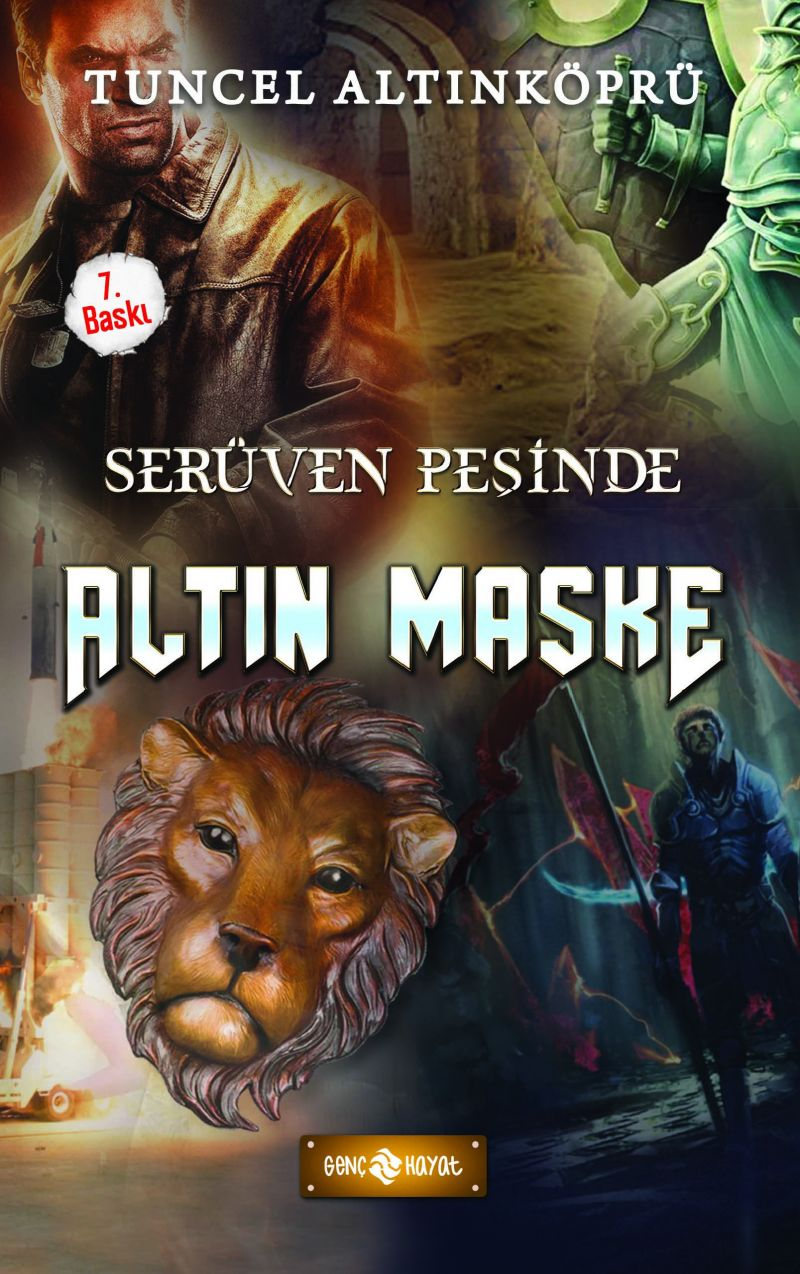 TUNCEL ALTINKÖPRÜ
7.
Baskı
SERÜVEN PEŞİNDE
ALTIN MASKE
GENÇ HAYAt